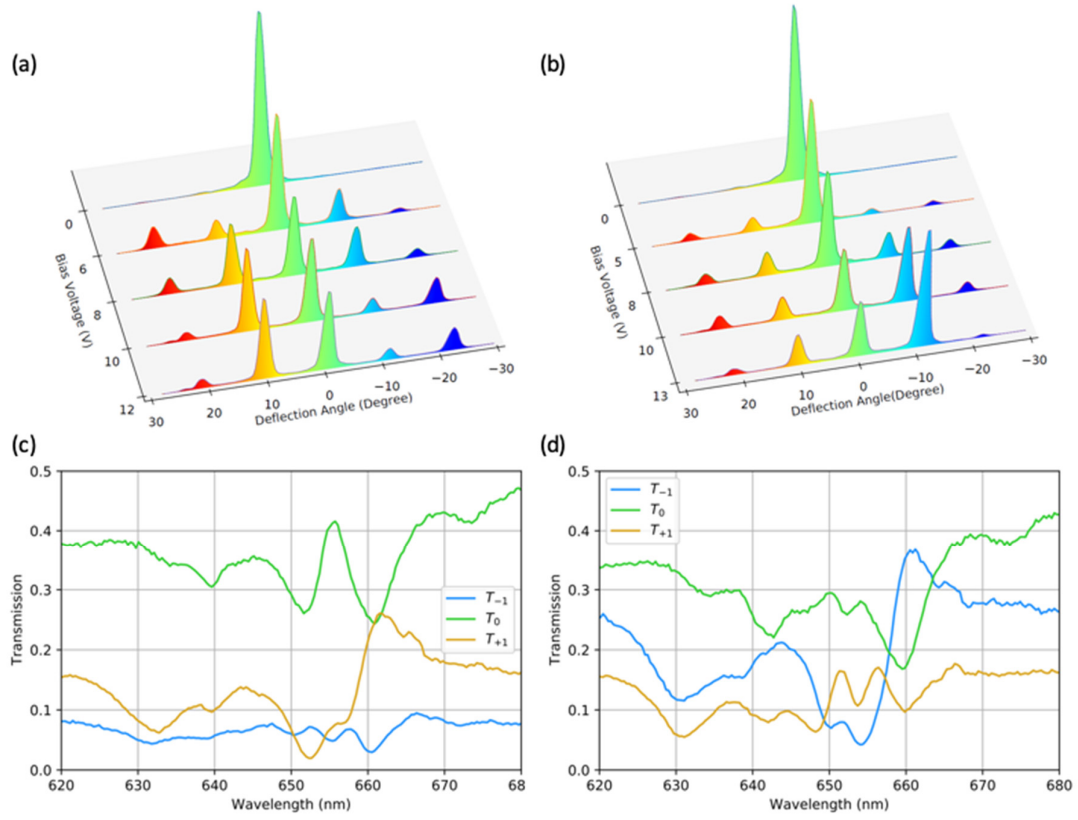 (a)
0
6
8
10
12
Bias Voltage (V)
30
20
10
0
−10
−20
−30
Deflection Angle (Degree)
(b)
0
5
8
10
13
Bias Voltage (V)
30
20
10
0
−10
−20
−30
Deflection Angle(Degree)
(c)
0.5
0.4
0.3
0.2
0.1
0.0
Transmission
T−1
T0
T+1
620
630
640
650
660
670
68
Wavelength (nm)
(d)
0.5
0.4
0.3
0.2
0.1
0.0
Transmission
T−1
T0
T+1
620
630
640
650
660
670
680
Wavelength (nm)